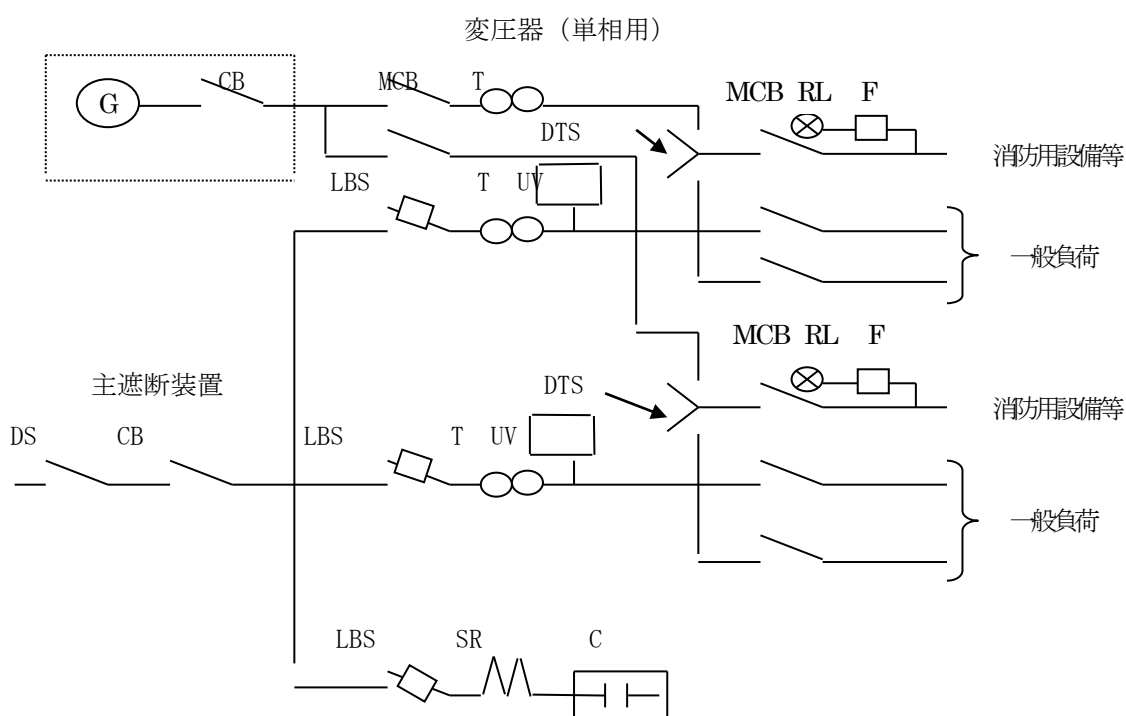 変圧器（単相用）
CB MCB T
G
MCB RL F
DTS
消防用設備等
LBS T UV
一般負荷
MCB RL F
主遮断装置
DTS
消防用設備等
DS CB LBS T UV
一般負荷
LBS SR C